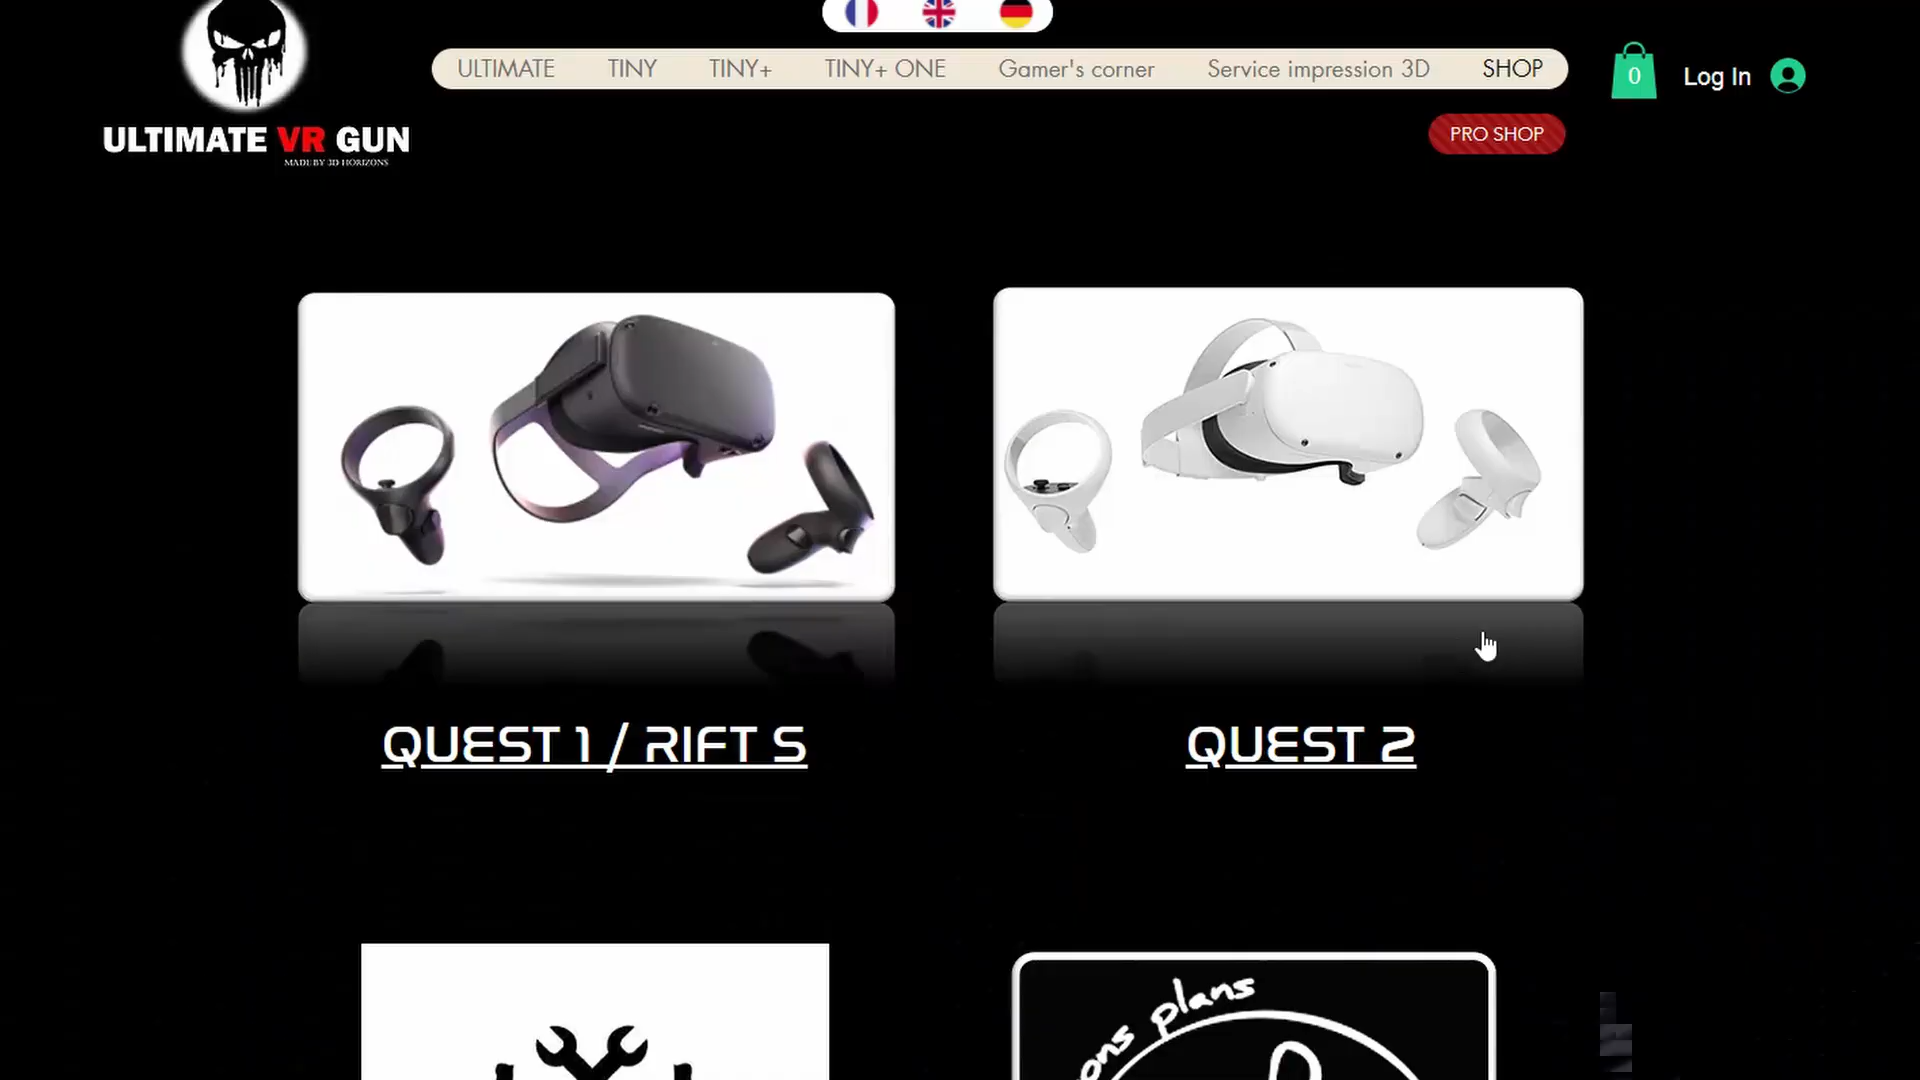 ULTIMATE TINY TINY+ TINY+ ONE Gamer's corner Service impression 3D SHOP
0 Log In
ULTIMATE VR GUN
MADE BY 3D HORIZONS
PRO SHOP
QUEST 1 / RIFT S
QUEST 2
plans